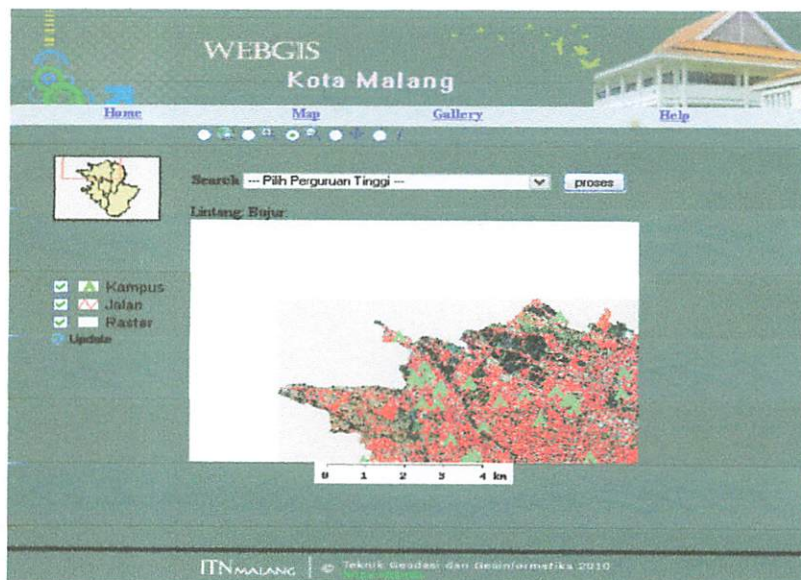 WEBGIS
Kota Malang
Home Map Gallery Help
Search --- Pilih Perguruan Tinggi --- proses
Lintang: Bujur:
Kampus
Jalan
Raster
Update
0 1 2 3 4 km
ITN MALANG © Teknik Geodesi dan Geoinformatika 2010